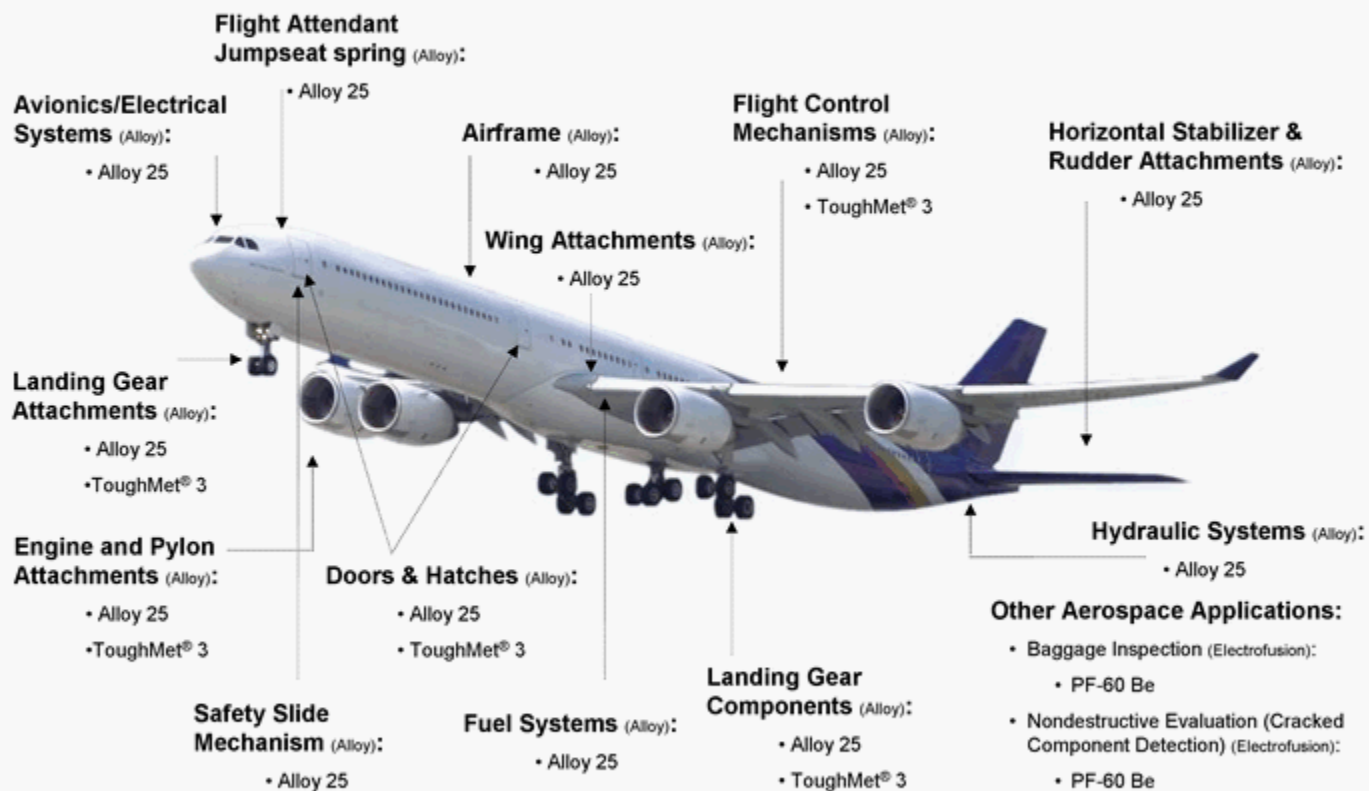 Flight Attendant
Jumpseat spring (Alloy):
• Alloy 25
Avionics/Electrical
Systems (Alloy):
• Alloy 25
Airframe (Alloy):
• Alloy 25
Flight Control
Mechanisms (Alloy):
• Alloy 25
• ToughMet® 3
Horizontal Stabilizer &
Rudder Attachments (Alloy):
• Alloy 25
Wing Attachments (Alloy):
• Alloy 25
Landing Gear
Attachments (Alloy):
• Alloy 25
•ToughMet® 3
Engine and Pylon
Attachments (Alloy):
• Alloy 25
•ToughMet® 3
Doors & Hatches (Alloy):
• Alloy 25
• ToughMet® 3
Hydraulic Systems (Alloy):
• Alloy 25
Safety Slide
Mechanism (Alloy):
• Alloy 25
Fuel Systems (Alloy):
• Alloy 25
Landing Gear
Components (Alloy):
• Alloy 25
• ToughMet® 3
Other Aerospace Applications:
• Baggage Inspection (Electrofusion):
• PF-60 Be
• Nondestructive Evaluation (Cracked
Component Detection) (Electrofusion):
• PF-60 Be